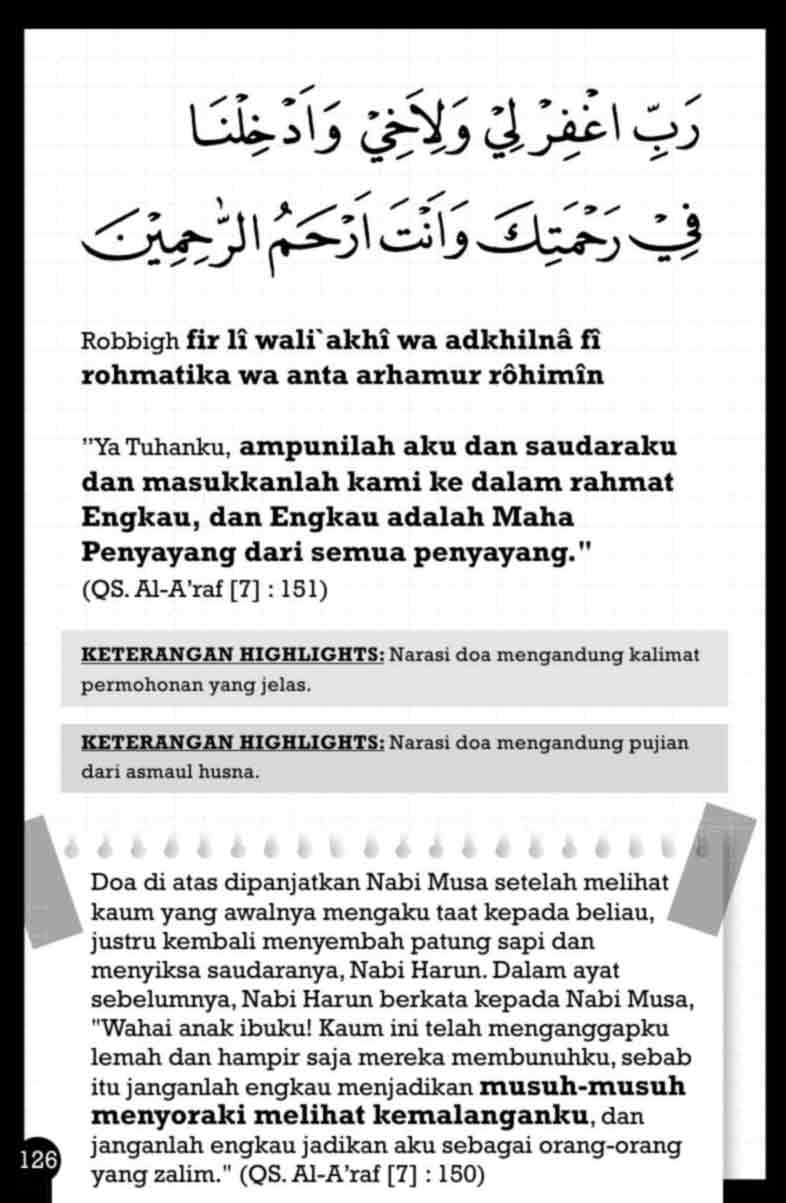 رَبِّ اغْفِرْ لِيْ وَلِاَخِيْ وَاَدْخِلْنَا
فِيْ رَحْمَتِكَ وَاَنْتَ اَرْحَمُ الرّٰحِمِيْنَ
Robbigh fir lî wali`akhî wa adkhilnâ fî
rohmatika wa anta arhamur rôhimîn
"Ya Tuhanku, ampunilah aku dan saudaraku
dan masukkanlah kami ke dalam rahmat
Engkau, dan Engkau adalah Maha
Penyayang dari semua penyayang."
(QS. Al-A'raf [7] : 151)
KETERANGAN HIGHLIGHTS: Narasi doa mengandung kalimat
permohonan yang jelas.
KETERANGAN HIGHLIGHTS: Narasi doa mengandung pujian
dari asmaul husna.
Doa di atas dipanjatkan Nabi Musa setelah melihat
kaum yang awalnya mengaku taat kepada beliau,
justru kembali menyembah patung sapi dan
menyiksa saudaranya, Nabi Harun. Dalam ayat
sebelumnya, Nabi Harun berkata kepada Nabi Musa,
"Wahai anak ibuku! Kaum ini telah menganggapku
lemah dan hampir saja mereka membunuhku, sebab
itu janganlah engkau menjadikan musuh-musuh
menyoraki melihat kemalanganku, dan
janganlah engkau jadikan aku sebagai orang-orang
yang zalim." (QS. Al-A'raf [7] : 150)
126